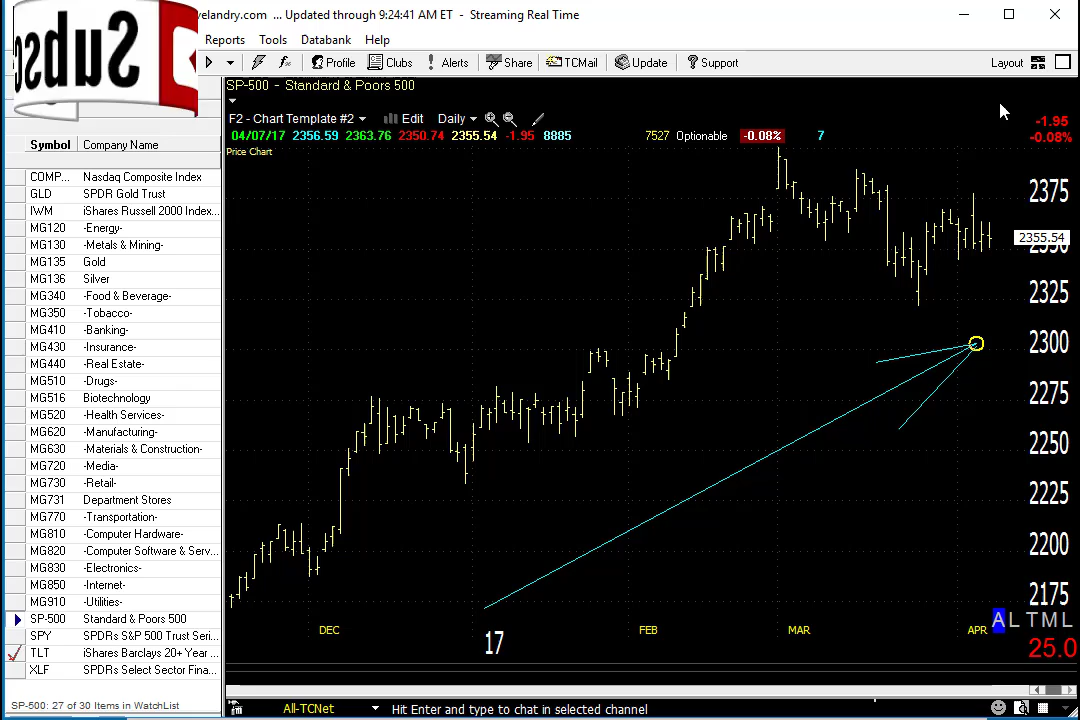 Subsc
velandry.com ... Updated through 9:24:41 AM ET - Streaming Real Time
Reports Tools Databank Help
Profile Clubs Alerts Share TCMail Update Support Layout
SP-500 - Standard & Poors 500
F2 - Chart Template #2 Edit Daily
-1.95
04/07/17 2356.59 2363.76 2350.74 2355.54 -1.95 8885 7527 Optionable -0.08% 7
-0.08%
Price Chart
Symbol Company Name
COMP... Nasdaq Composite Index
GLD SPDR Gold Trust
IWM iShares Russell 2000 Index...
MG120 -Energy-
MG130 -Metals & Mining-
MG135 Gold
MG136 Silver
MG340 -Food & Beverage-
MG350 -Tobacco-
MG410 -Banking-
MG430 -Insurance-
MG440 -Real Estate-
MG510 -Drugs-
MG516 Biotechnology
MG520 -Health Services-
MG620 -Manufacturing-
MG630 -Materials & Construction-
MG720 -Media-
MG730 -Retail-
MG731 Department Stores
MG770 -Transportation-
MG810 -Computer Hardware-
MG820 -Computer Software & Serv...
MG830 -Electronics-
MG850 -Internet-
MG910 -Utilities-
SP-500 Standard & Poors 500
SPY SPDRs S&P 500 Trust Seri...
TLT iShares Barclays 20+ Year ...
XLF SPDRs Select Sector Fina...
SP-500: 27 of 30 Items in WatchList
2375
2355.54
2350
2325
2300
2275
2250
2225
2200
2175
A L T M L
DEC 17 FEB MAR APR
25.0
All-TCNet Hit Enter and type to chat in selected channel